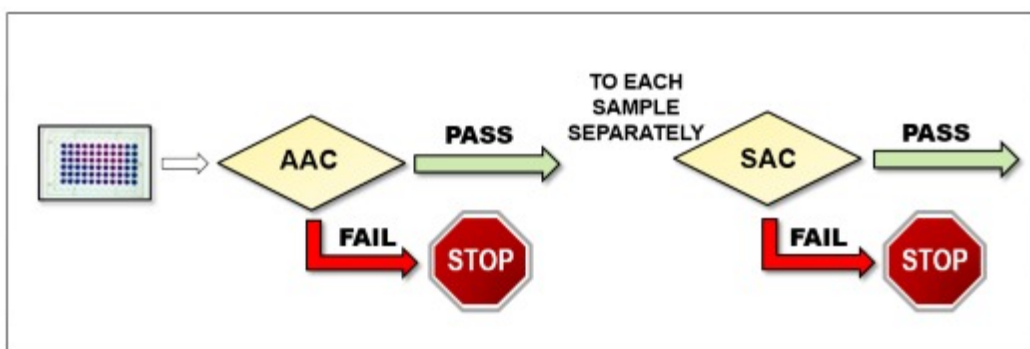 AAC
PASS
FAIL
STOP
TO EACH
SAMPLE
SEPARATELY
SAC
PASS
FAIL
STOP